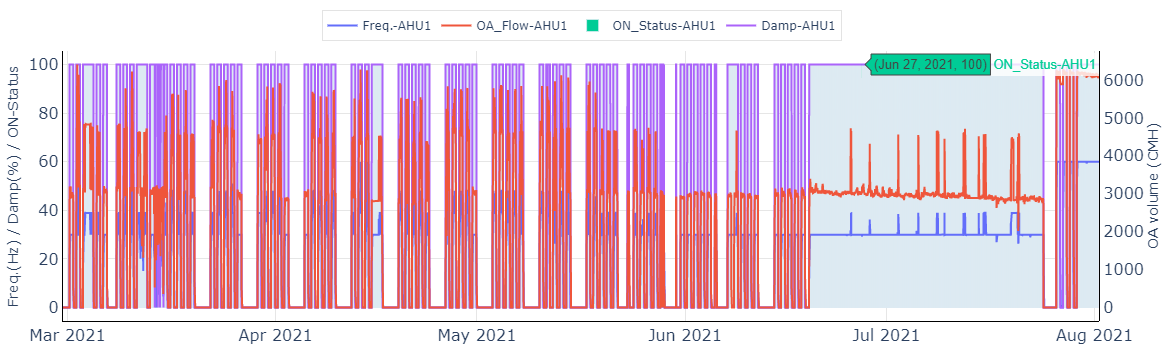 Freq.-AHU1 OA_Flow-AHU1 ON_Status-AHU1 Damp-AHU1
Freq.(Hz) / Damp(%) / ON-Status
100
80
60
40
20
0
(Jun 27, 2021, 100) ON_Status-AHU1
6000
5000
4000
3000
2000
1000
0
OA volume (CMH)
Mar 2021 Apr 2021 May 2021 Jun 2021 Jul 2021 Aug 2021